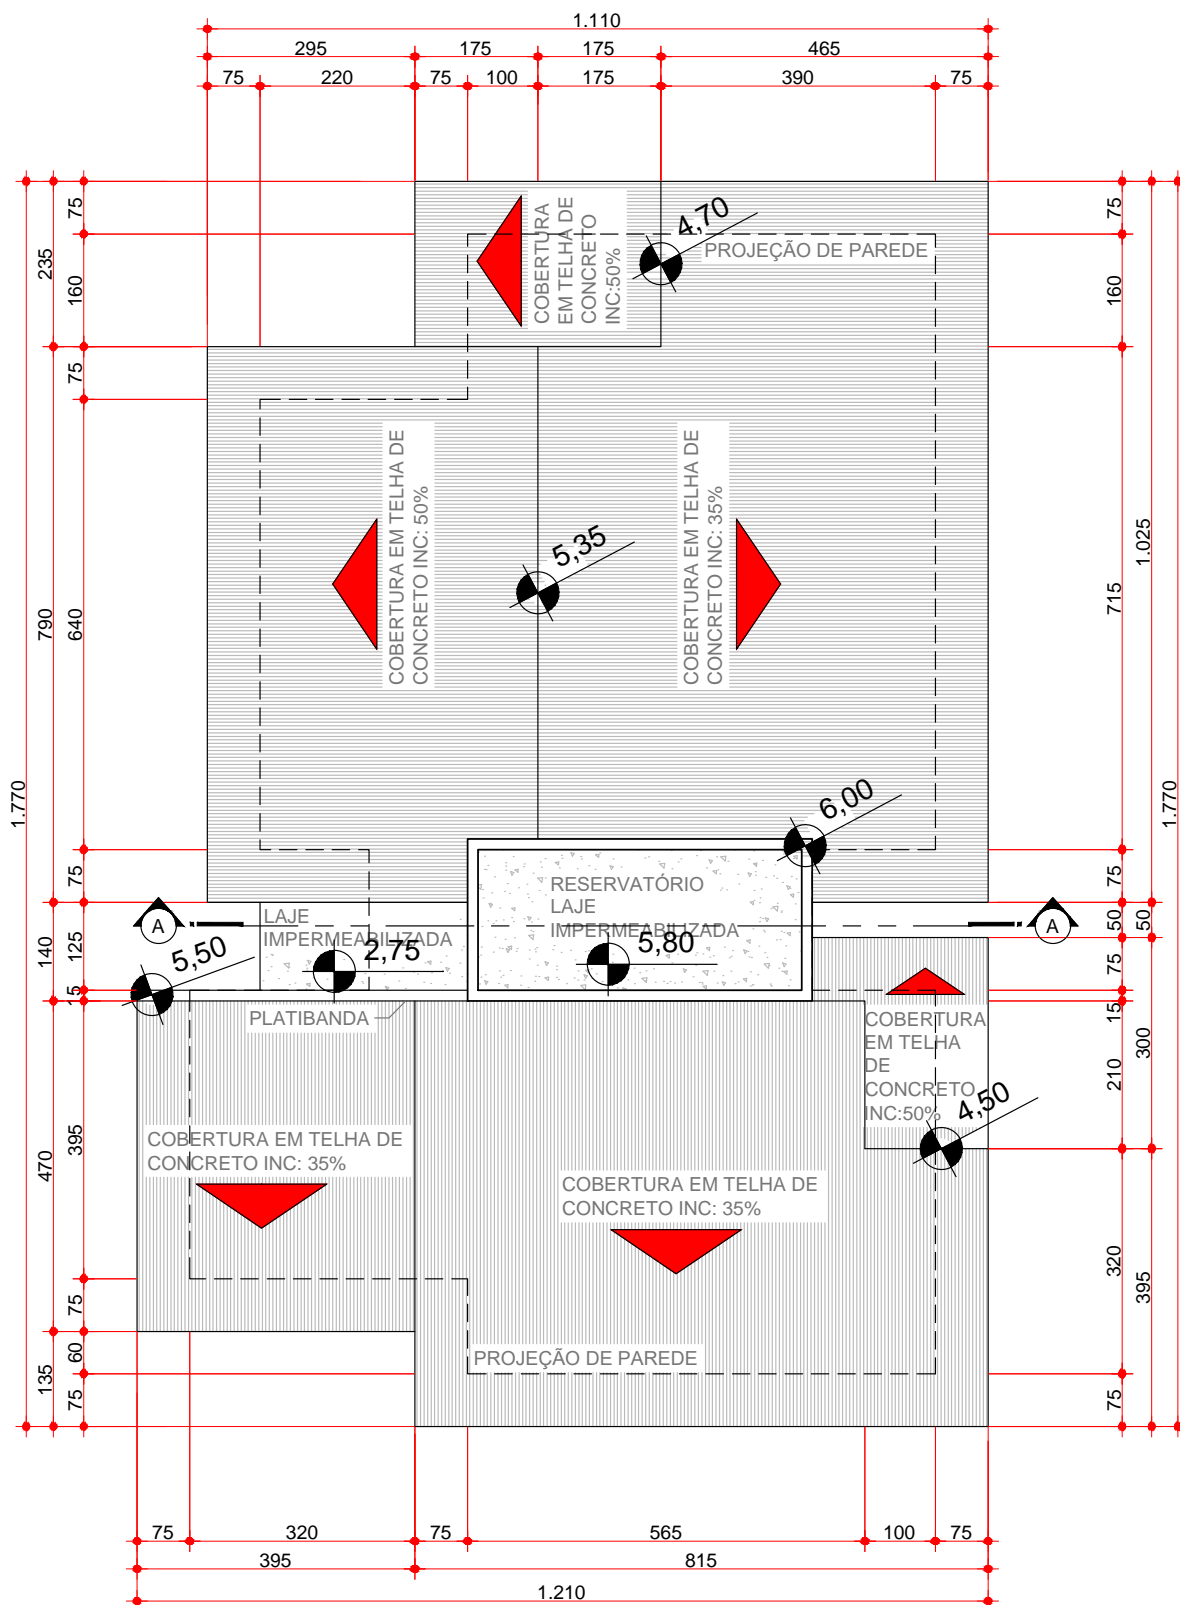 1.110
295
175
175
465
75
220
75
100
175
390
75
75
235
160
75
790
640
1.770
75
140
125
15
470
395
75
60
135
75
75
160
1.025
715
1.770
75
50
50
75
15
300
210
320
395
75
COBERTURA
EM TELHA DE
CONCRETO
INC:50%
4,70
PROJEÇÃO DE PAREDE
COBERTURA EM TELHA DE
CONCRETO INC: 50%
5,35
COBERTURA EM TELHA DE
CONCRETO INC: 35%
6,00
RESERVATÓRIO
LAJE
IMPERMEABILIZADA
5,80
LAJE
IMPERMEABILIZADA
2,75
A
A
5,50
PLATIBANDA
COBERTURA
EM TELHA
DE
CONCRETO
INC:50%
4,50
COBERTURA EM TELHA DE
CONCRETO INC: 35%
COBERTURA EM TELHA DE
CONCRETO INC: 35%
PROJEÇÃO DE PAREDE
75
320
75
565
100
75
395
815
1.210